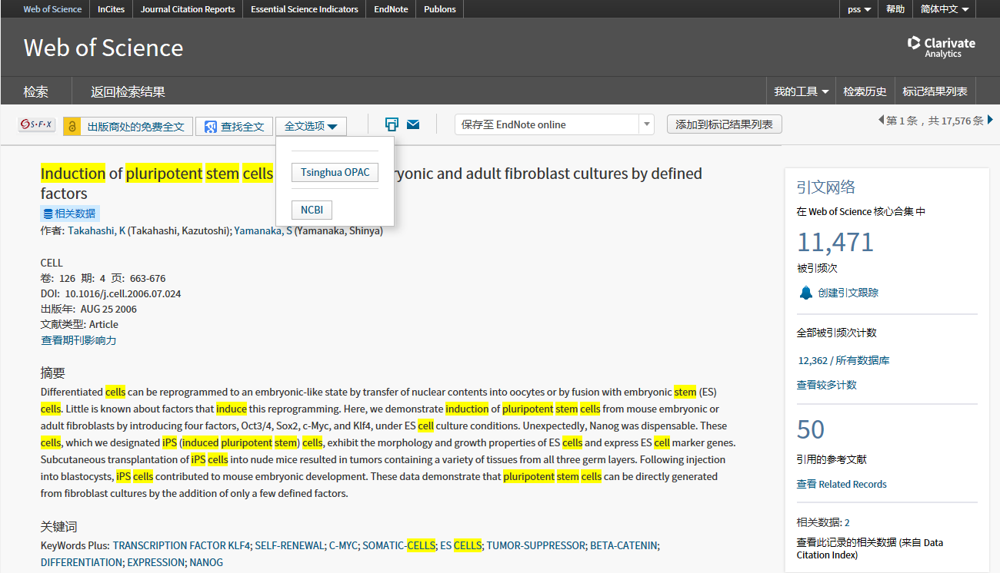 Web of Science InCites Journal Citation Reports Essential Science Indicators EndNote Publons pss 帮助 简体中文
Web of Science
Clarivate
Analytics
检索 返回检索结果 我的工具 检索历史 标记结果列表
S·F·X 出版商处的免费全文 查找全文 全文选项 保存至 EndNote online 添加到标记结果列表 第 1 条，共 17,576 条
Tsinghua OPAC
NCBI
Induction of pluripotent stem cells ryonic and adult fibroblast cultures by defined
factors
相关数据
作者: Takahashi, K (Takahashi, Kazutoshi); Yamanaka, S (Yamanaka, Shinya)
CELL
卷: 126 期: 4 页: 663-676
DOI: 10.1016/j.cell.2006.07.024
出版年: AUG 25 2006
文献类型: Article
查看期刊影响力
摘要
Differentiated cells can be reprogrammed to an embryonic-like state by transfer of nuclear contents into oocytes or by fusion with embryonic stem (ES)
cells. Little is known about factors that induce this reprogramming. Here, we demonstrate induction of pluripotent stem cells from mouse embryonic or
adult fibroblasts by introducing four factors, Oct3/4, Sox2, c-Myc, and Klf4, under ES cell culture conditions. Unexpectedly, Nanog was dispensable. These
cells, which we designated iPS (induced pluripotent stem) cells, exhibit the morphology and growth properties of ES cells and express ES cell marker genes.
Subcutaneous transplantation of iPS cells into nude mice resulted in tumors containing a variety of tissues from all three germ layers. Following injection
into blastocysts, iPS cells contributed to mouse embryonic development. These data demonstrate that pluripotent stem cells can be directly generated
from fibroblast cultures by the addition of only a few defined factors.
关键词
KeyWords Plus: TRANSCRIPTION FACTOR KLF4; SELF-RENEWAL; C-MYC; SOMATIC-CELLS; ES CELLS; TUMOR-SUPPRESSOR; BETA-CATENIN;
DIFFERENTIATION; EXPRESSION; NANOG
引文网络
在 Web of Science 核心合集 中
11,471
被引频次
创建引文跟踪
全部被引频次计数
12,362 / 所有数据库
查看较多计数
50
引用的参考文献
查看 Related Records
相关数据: 2
查看此记录的相关数据 (来自 Data
Citation Index)